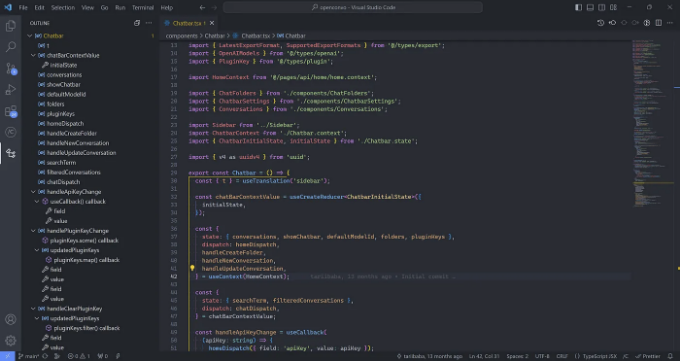 File Edit Selection View Go Run Terminal Help
openconvo
Visual Studio Code
OUTLINE
Chatbar
t
chatBarContextValue
initialState
conversations
showChatbar
defaultModelId
folders
pluginKeys
homeDispatch
handleCreateFolder
handleNewConversation
handleUpdateConversation
searchTerm
filteredConversations
chatDispatch
handleApiKeyChange
useCallback() callback
field
value
handlePluginKeyChange
pluginKeys.some() callback
updatedPluginKeys
pluginKeys.map() callback
field
value
field
value
handleClearPluginKey
updatedPluginKeys
pluginKeys.filter() callback
field
Chatbar.tsx 1
components > Chatbar > Chatbar.tsx > Chatbar
13 import { LatestExportFormat, SupportedExportFormats } from '@/types/export';
14 import { OpenAIModels } from '@/types/openai';
15 import { PluginKey } from '@/types/plugin';
16
17 import HomeContext from '@/pages/api/home/home.context';
18
19 import { ChatFolders } from './components/ChatFolders';
20 import { ChatbarSettings } from './components/ChatbarSettings';
21 import { Conversations } from './components/Conversations';
22
23 import Sidebar from '../Sidebar';
24 import ChatbarContext from './Chatbar.context';
25 import { ChatbarInitialState, initialState } from './Chatbar.state';
26
27 import { v4 as uuidv4 } from 'uuid';
28
29 export const Chatbar = () => {
30 const { t } = useTranslation('sidebar');
31
32 const chatBarContextValue = useCreateReducer<ChatbarInitialState>({
33 initialState,
34 });
35
36 const {
37 state: { conversations, showChatbar, defaultModelId, folders, pluginKeys },
38 dispatch: homeDispatch,
39 handleCreateFolder,
40 handleNewConversation,
41 handleUpdateConversation,
42 } = useContext(HomeContext); 13 months ago • Initial commit
43
44 const {
45 state: { searchTerm, filteredConversations },
46 dispatch: chatDispatch,
47 } = chatBarContextValue;
48
49 const handleApiKeyChange = useCallback(
50 (apiKey: string) => {
51 homeDispatch({ field: 'apiKey', value: apiKey });
main*
0 1
0
13 months ago
Ln 42, Col 31
Spaces: 2
UTF-8
CRLF
TypeScript JSX
Prettier